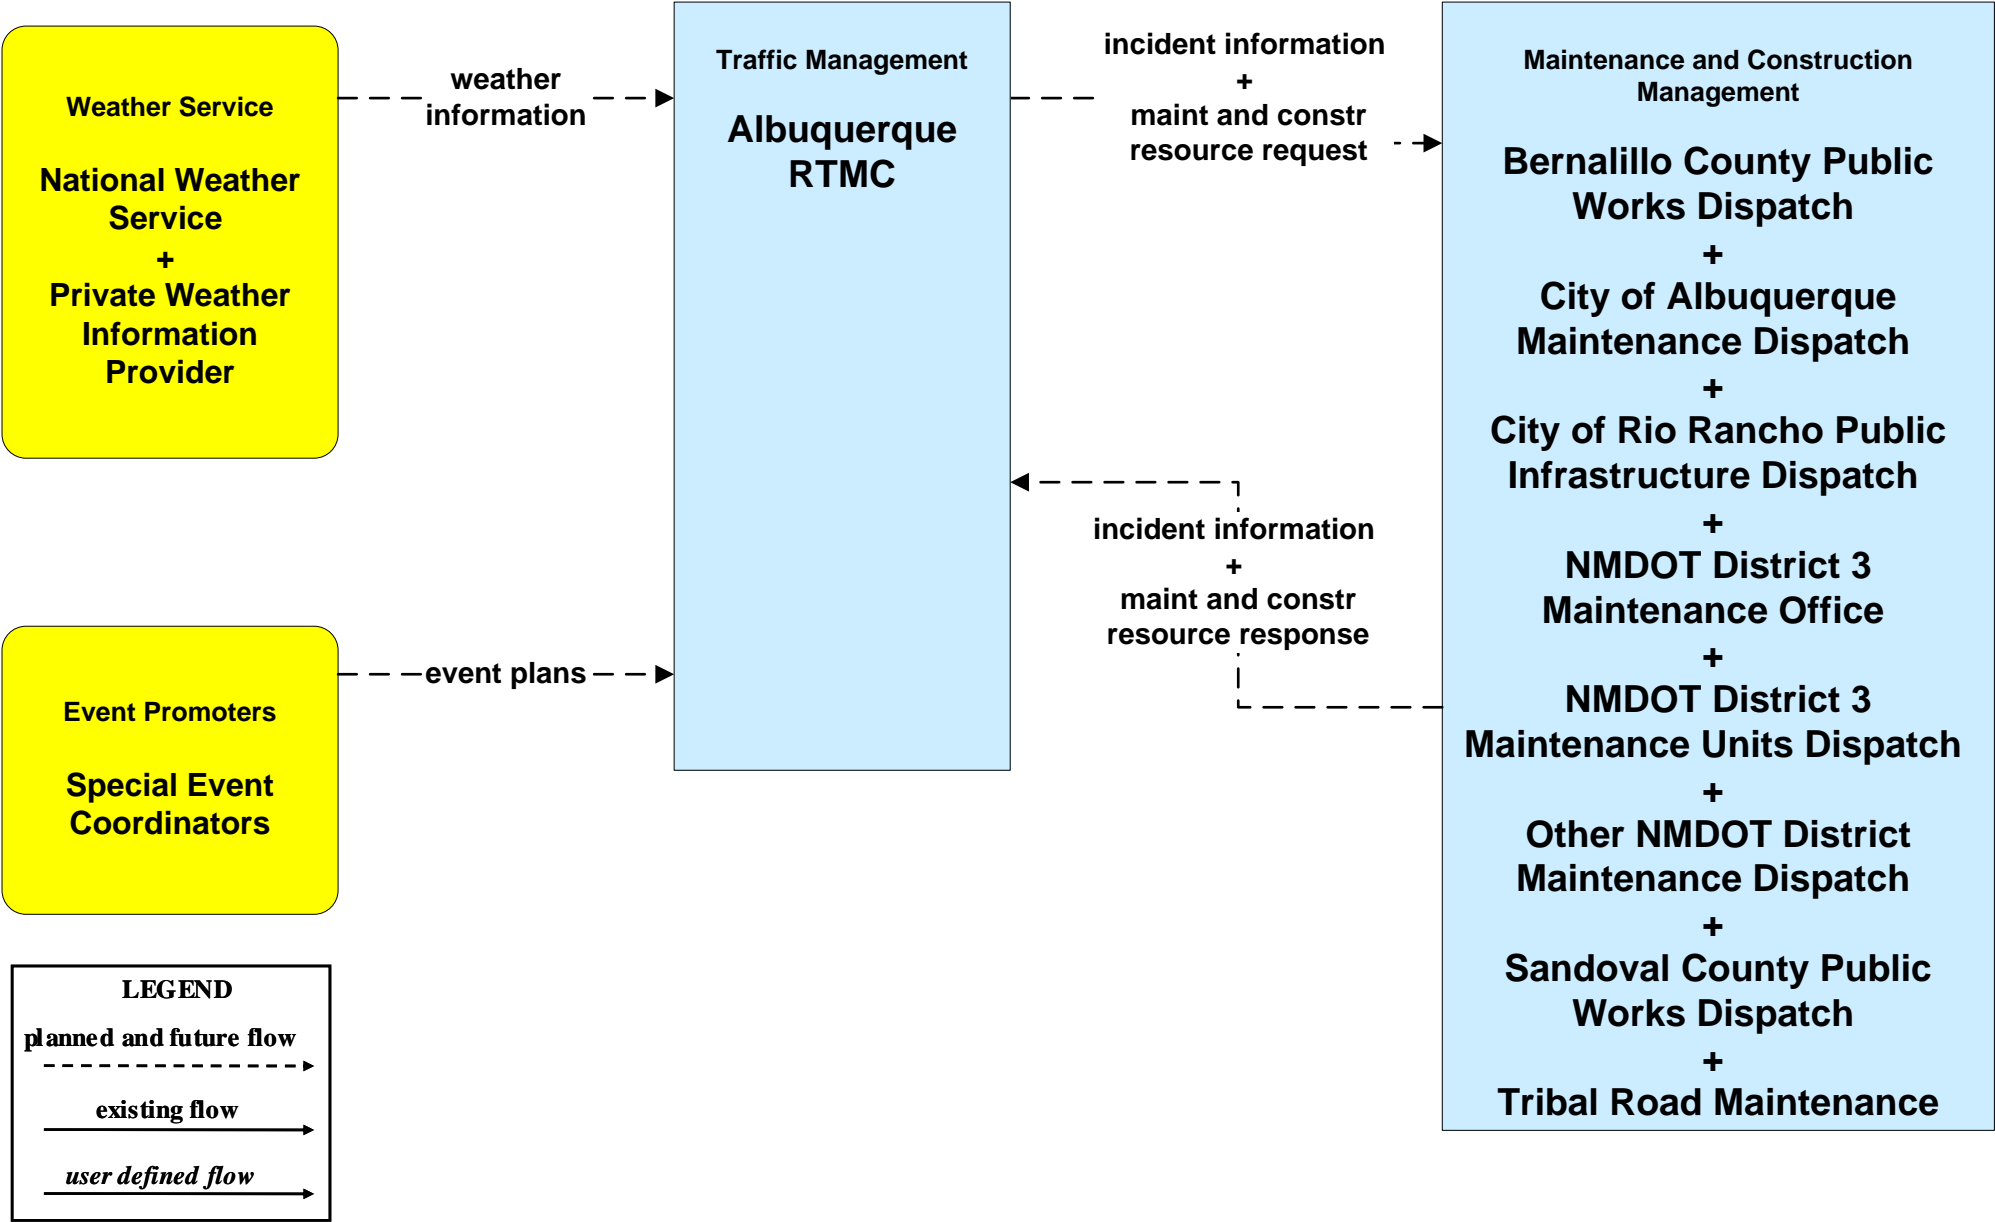 Weather Service
National Weather
Service
+
Private Weather
Information
Provider
weather
information
Traffic Management
Albuquerque
RTMC
incident information
+
maint and constr
resource request
Maintenance and Construction
Management
Bernalillo County Public
Works Dispatch
+
City of Albuquerque
Maintenance Dispatch
+
City of Rio Rancho Public
Infrastructure Dispatch
+
NMDOT District 3
Maintenance Office
+
NMDOT District 3
Maintenance Units Dispatch
+
Other NMDOT District
Maintenance Dispatch
+
Sandoval County Public
Works Dispatch
+
Tribal Road Maintenance
incident information
+
maint and constr
resource response
Event Promoters
Special Event
Coordinators
event plans
LEGEND
planned and future flow
existing flow
user defined flow